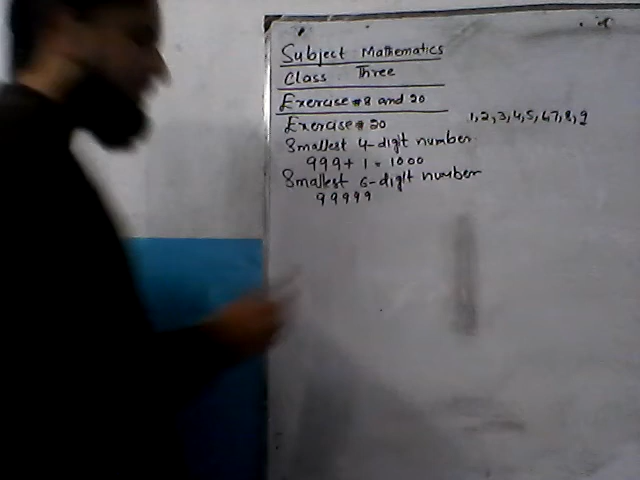 Subject Mathematics
Class Three
Exercise # 8 and 20
Exercise # 20
1,2,3,4,5,6,7,8,9
Smallest 4-digit number.
999 + 1 = 1000
Smallest 6-digit number
99999